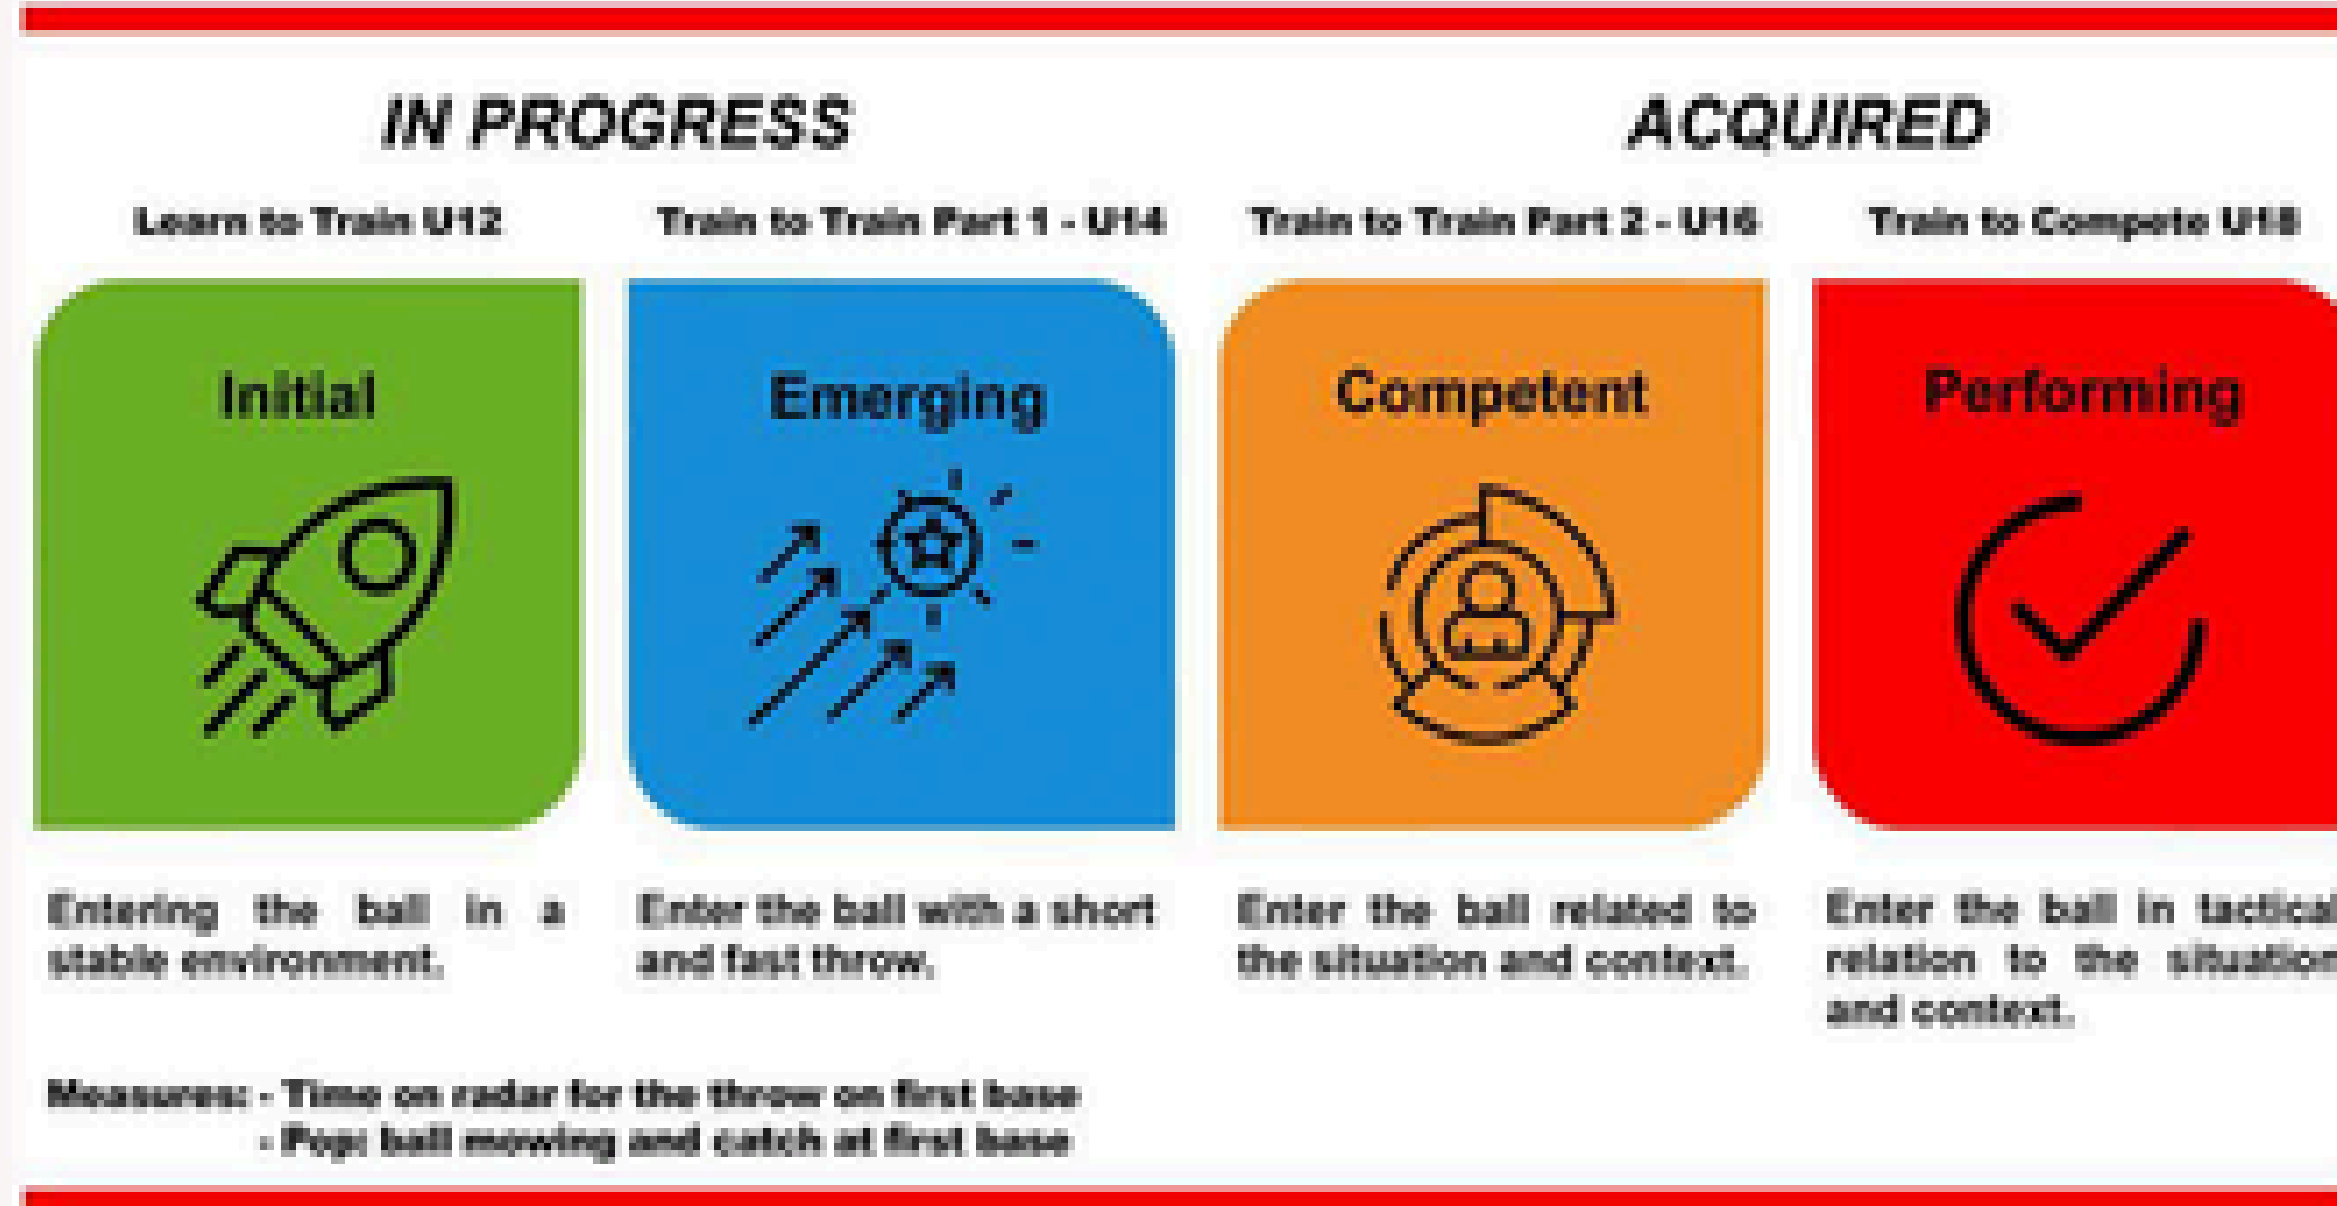 IN PROGRESS
ACQUIRED
Learn to Train U12
Train to Train Part 1 - U14
Train to Train Part 2 - U16
Train to Compete U18
Initial
Emerging
Competent
Performing
Entering the ball in a
stable environment.
Enter the ball with a short
and fast throw.
Enter the ball related to
the situation and context.
Enter the ball in tactical
relation to the situation
and context.
Measures: - Time on radar for the throw on first base
- Pop: ball mowing and catch at first base